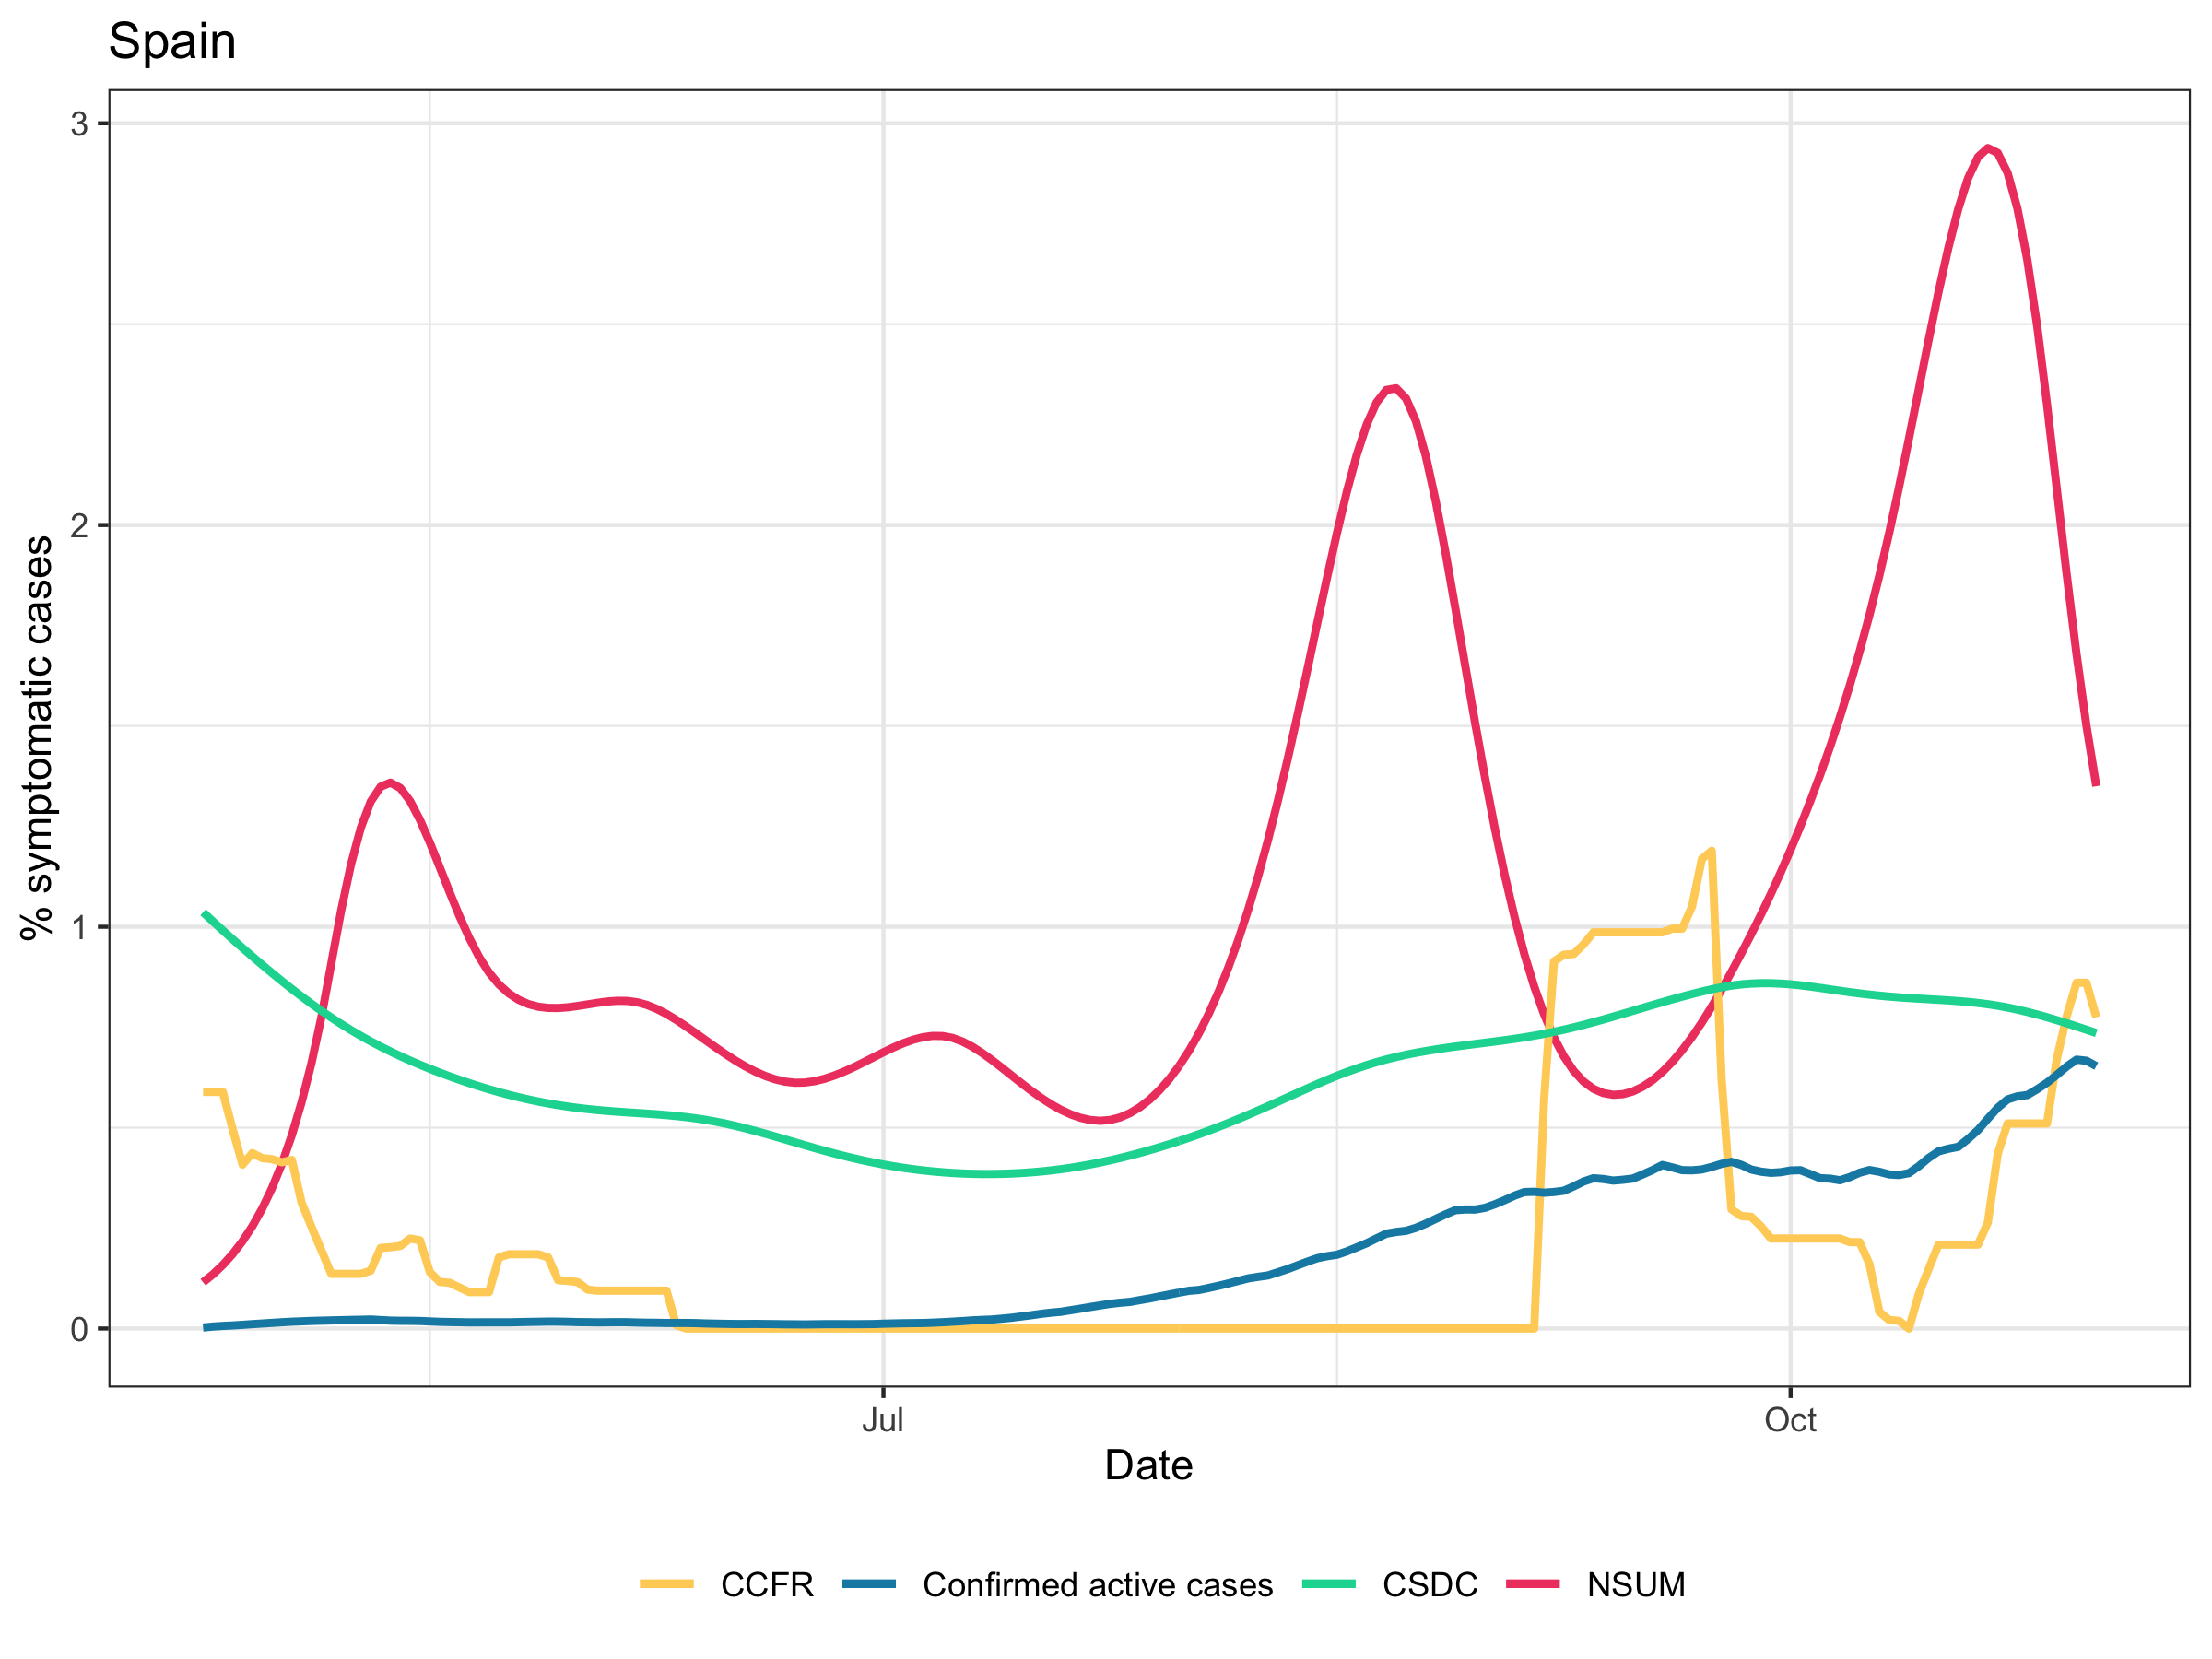 Spain
% symptomatic cases
3
2
1
0
Jul Oct
Date
CCFR Confirmed active cases CSDC NSUM